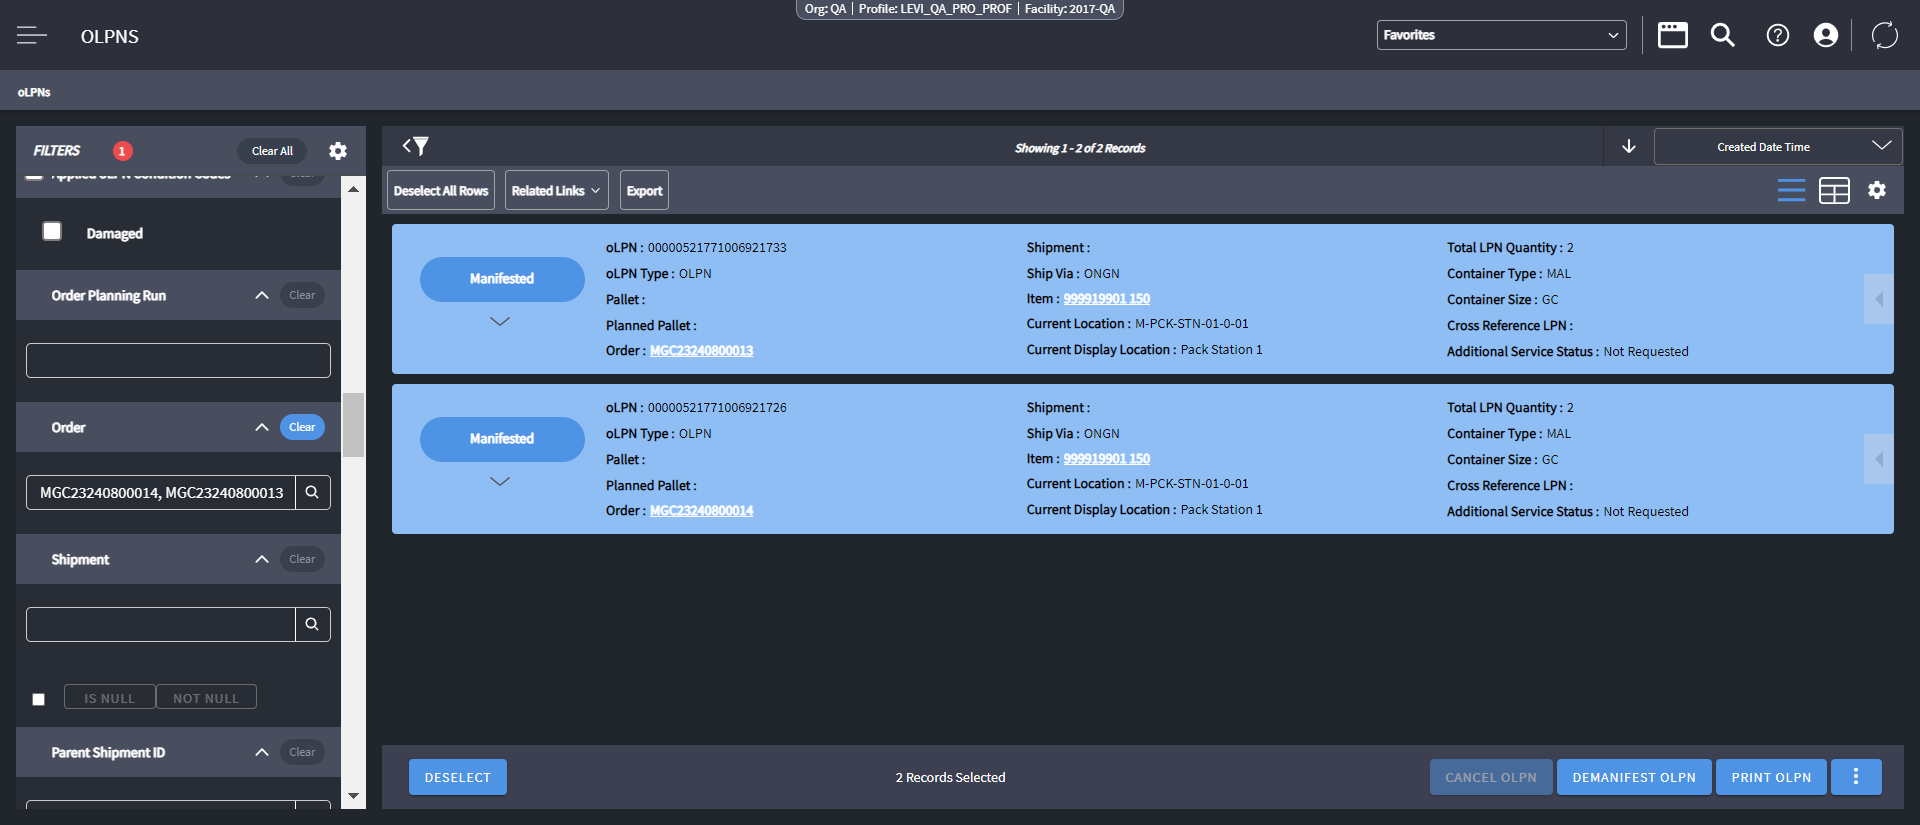 Org: QA | Profile: LEVI_QA_PRO_PROF | Facility: 2017-QA
OLPNS
Favorites
oLPNs
FILTERS 1 Clear All
Showing 1 - 2 of 2 Records
Created Date Time
Deselect All Rows Related Links Export
Applied oLPN Condition Codes Clear
Damaged
Order Planning Run Clear
Order Clear
MGC23240800014, MGC23240800013
Shipment Clear
IS NULL NOT NULL
Parent Shipment ID Clear
Manifested
oLPN : 00000521771006921733
oLPN Type : OLPN
Pallet :
Planned Pallet :
Order : MGC23240800013
Shipment :
Ship Via : ONGN
Item : 999919901 150
Current Location : M-PCK-STN-01-0-01
Current Display Location : Pack Station 1
Total LPN Quantity : 2
Container Type : MAL
Container Size : GC
Cross Reference LPN :
Additional Service Status : Not Requested
Manifested
oLPN : 00000521771006921726
oLPN Type : OLPN
Pallet :
Planned Pallet :
Order : MGC23240800014
Shipment :
Ship Via : ONGN
Item : 999919901 150
Current Location : M-PCK-STN-01-0-01
Current Display Location : Pack Station 1
Total LPN Quantity : 2
Container Type : MAL
Container Size : GC
Cross Reference LPN :
Additional Service Status : Not Requested
DESELECT
2 Records Selected
CANCEL OLPN DEMANIFEST OLPN PRINT OLPN